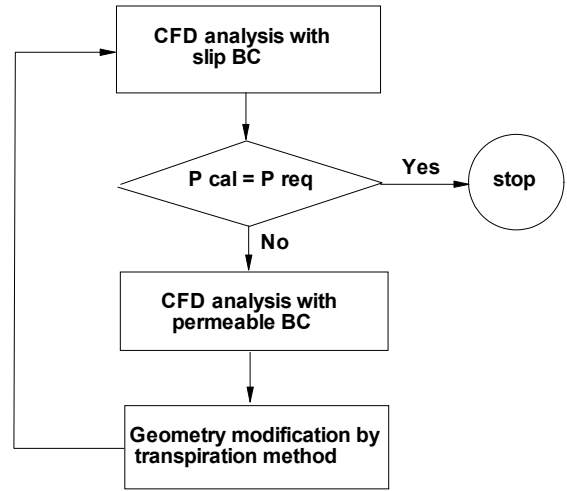 CFD analysis with
slip BC
P cal = P req
Yes
stop
No
CFD analysis with
permeable BC
Geometry modification by
transpiration method